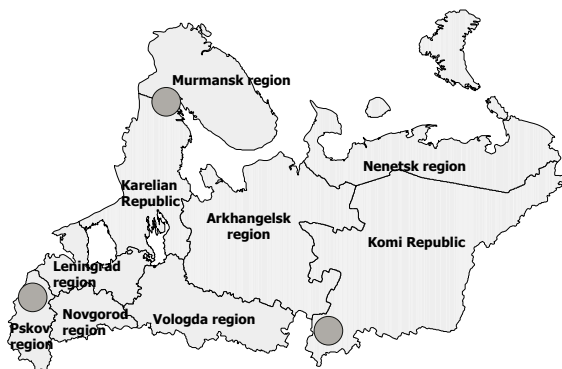 Murmansk region
Nenetsk region
Karelian
Republic
Arkhangelsk
region
Komi Republic
Leningrad
region
Novgorod
region
Vologda region
Pskov
region